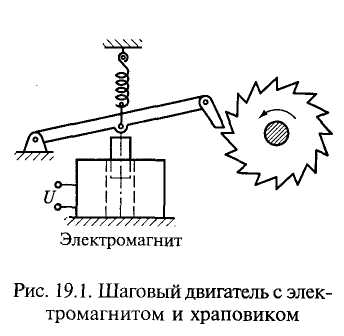 U
Электромагнит
Рис. 19.1. Шаговый двигатель с элек-
тромагнитом и храповиком